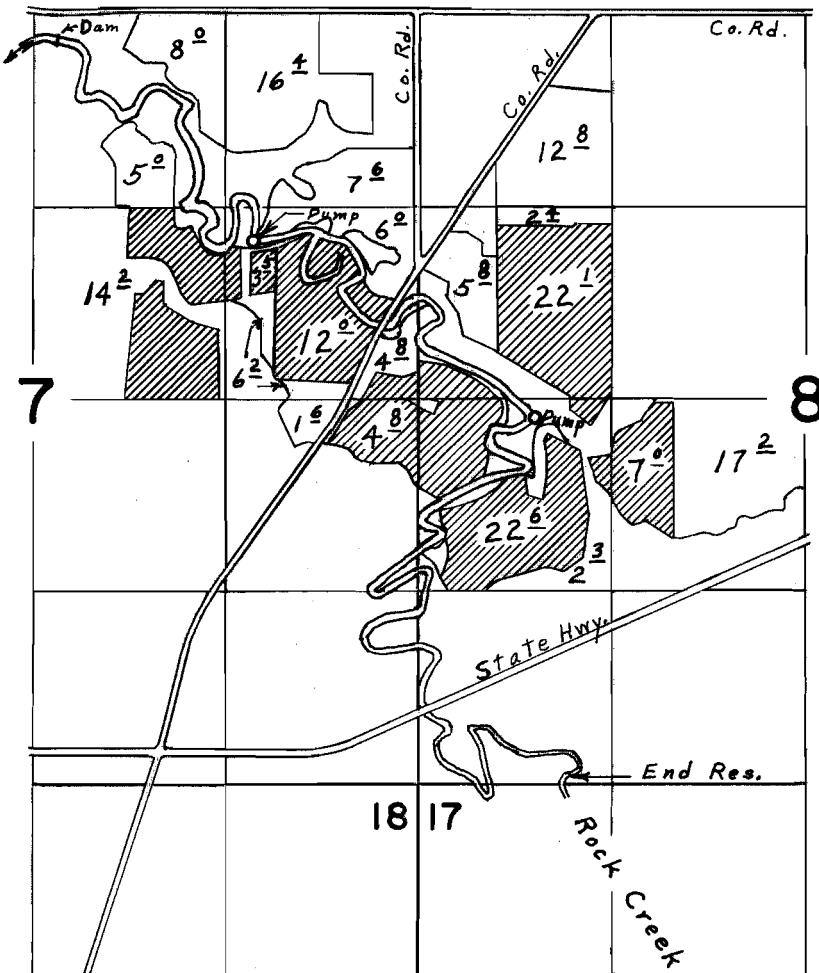 Dam
Co. Rd.
Co. Rd.
Co. Rd.
8 0
16 4
12 8
5 0
7 6
Pump
6 0
2 4
14 2
5 8
22 1
12 0
4 8
6 2
7
8
1 6
4 8
Pump
7 0
17 2
22 6
2 3
State Hwy.
End Res.
18 17
Rock Creek